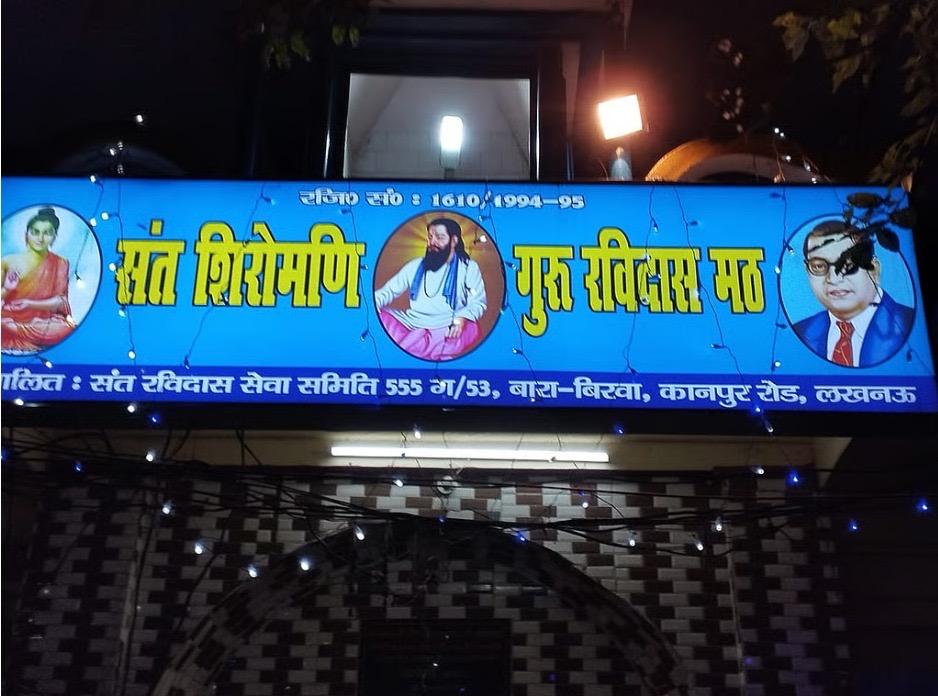 रजि० सं० : 1610/1994-95
संत शिरोमणि गुरु रविदास मठ
ालित : संत रविदास सेवा समिति 555 ग/53, बारा-बिरवा, कानपुर रोड, लखनऊ